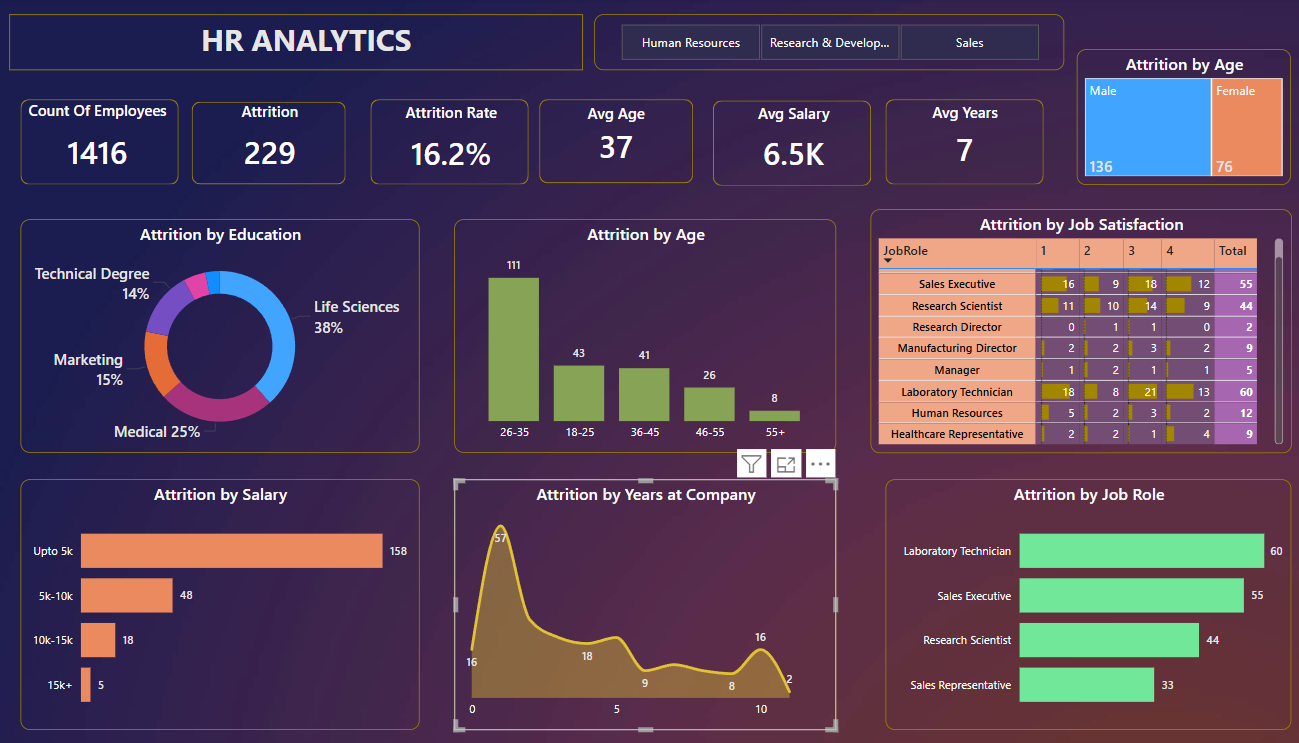 HR ANALYTICS
Human Resources
Research & Develop...
Sales
Count Of Employees
1416
Attrition
229
Attrition Rate
16.2%
Avg Age
37
Avg Salary
6.5K
Avg Years
7
Attrition by Age
Male
Female
136
76
Attrition by Education
Technical Degree
14%
Life Sciences
38%
Marketing
15%
Medical 25%
Attrition by Age
111
43
41
26
8
26-35 18-25 36-45 46-55 55+
Attrition by Job Satisfaction
JobRole 1 2 3 4 Total
Sales Executive 16 9 18 12 55
Research Scientist 11 10 14 9 44
Research Director 0 1 1 0 2
Manufacturing Director 2 2 3 2 9
Manager 1 2 1 1 5
Laboratory Technician 18 8 21 13 60
Human Resources 5 2 3 2 12
Healthcare Representative 2 2 1 4 9
Attrition by Salary
Upto 5k 158
5k-10k 48
10k-15k 18
15k+ 5
Attrition by Years at Company
57
16
18
9
8
16
2
0 5 10
Attrition by Job Role
Laboratory Technician 60
Sales Executive 55
Research Scientist 44
Sales Representative 33